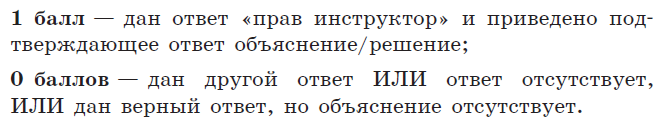 1 балл — дан ответ «прав инструктор» и приведено под-
тверждающее ответ объяснение/решение;
0 баллов — дан другой ответ ИЛИ ответ отсутствует,
ИЛИ дан верный ответ, но объяснение отсутствует.